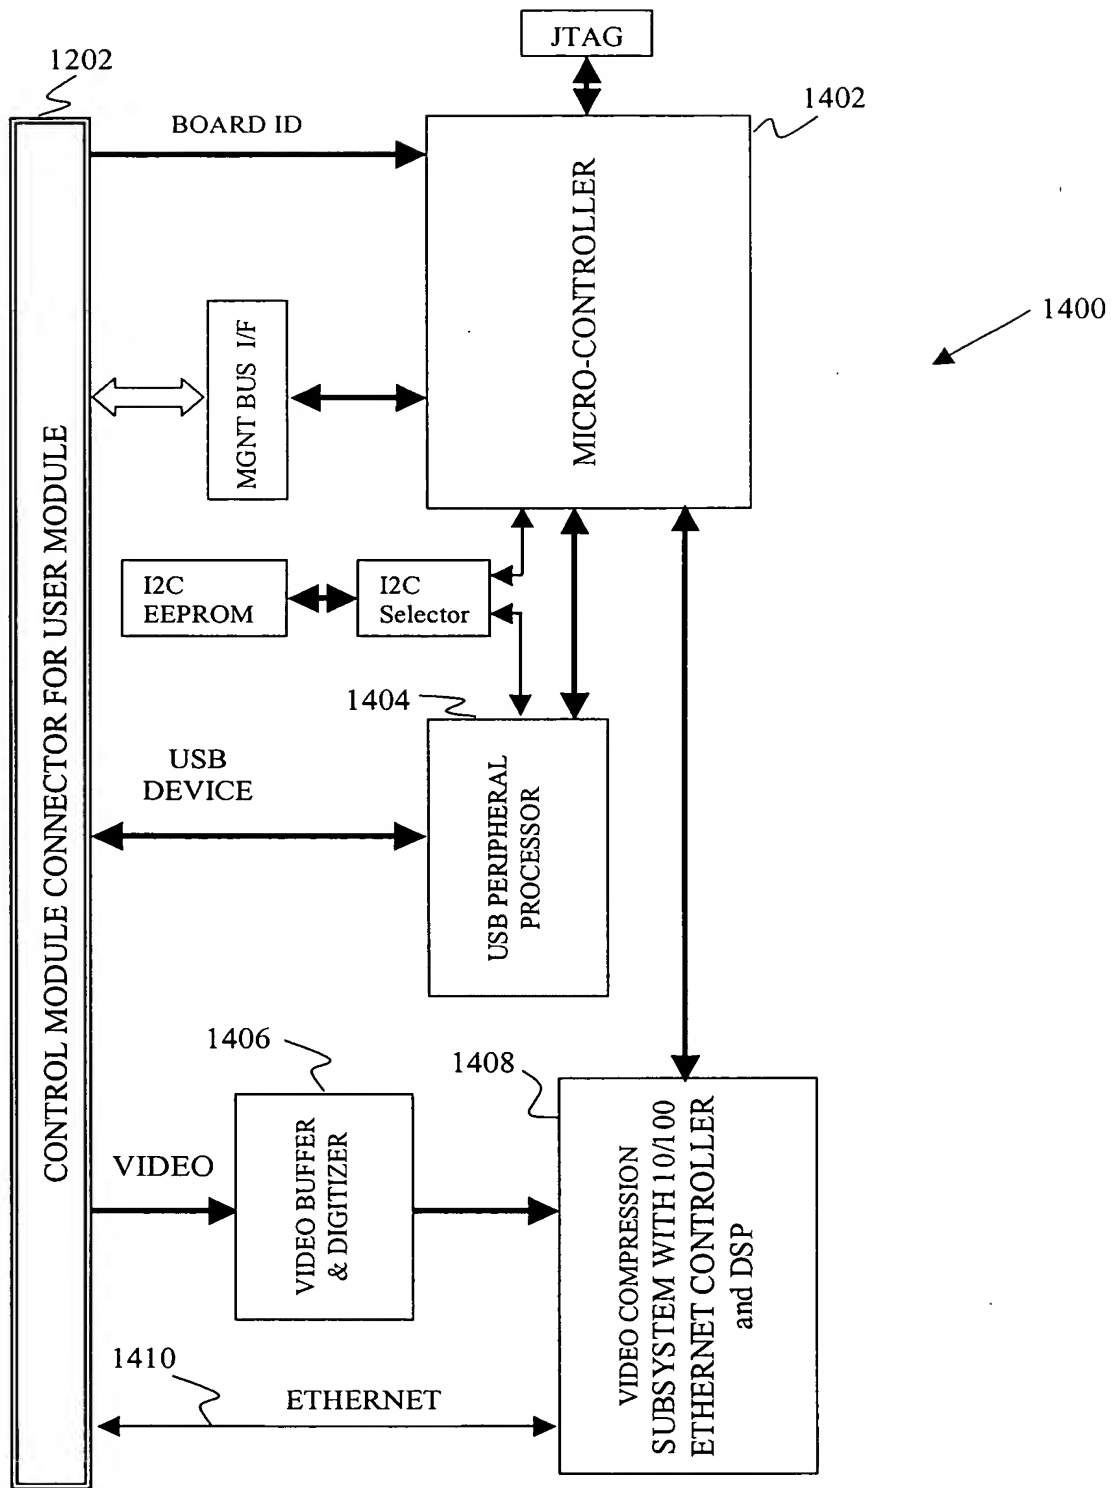 JTAG
1202
1402
BOARD ID
MICRO-CONTROLLER
1400
MGNT BUS I/F
CONTROL MODULE CONNECTOR FOR USER MODULE
I2C
EEPROM
I2C
Selector
1404
USB
DEVICE
USB PERIPHERAL
PROCESSOR
1406
1408
VIDEO
VIDEO BUFFER
& DIGITIZER
VIDEO COMPRESSION
SUBSYSTEM WITH 10/100
ETHERNET CONTROLLER
and DSP
1410
ETHERNET